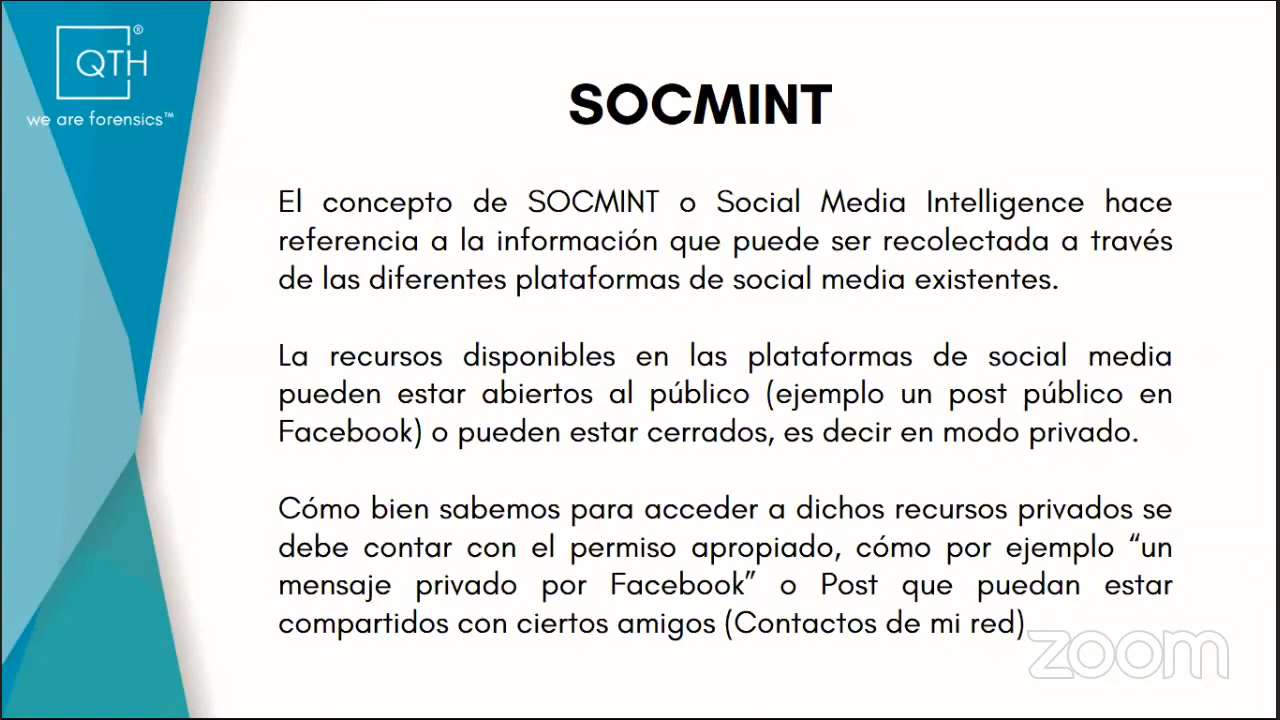 QTH®
we are forensics™
SOCMINT
El concepto de SOCMINT o Social Media Intelligence hace
referencia a la información que puede ser recolectada a través
de las diferentes plataformas de social media existentes.
La recursos disponibles en las plataformas de social media
pueden estar abiertos al público (ejemplo un post público en
Facebook) o pueden estar cerrados, es decir en modo privado.
Cómo bien sabemos para acceder a dichos recursos privados se
debe contar con el permiso apropiado, cómo por ejemplo “un
mensaje privado por Facebook” o Post que puedan estar
compartidos con ciertos amigos (Contactos de mi red)
zoom